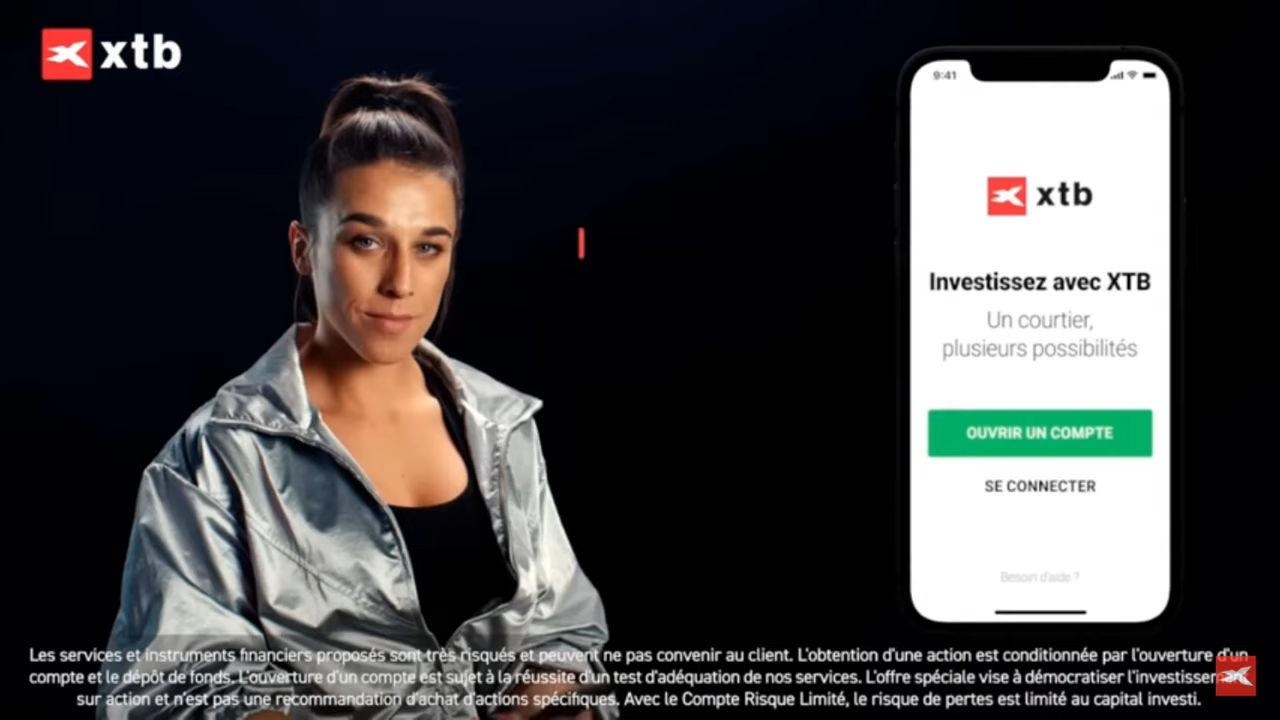 xtb
9:41
xtb
Investissez avec XTB
Un courtier,
plusieurs possibilités
OUVRIR UN COMPTE
SE CONNECTER
Besoin d'aide ?
Les services et instruments financiers proposés sont très risqués et peuvent ne pas convenir au client. L'obtention d'une action est conditionnée par l'ouverture d'un
compte et le dépôt de fonds. L'ouverture d'un compte est sujet à la réussite d'un test d'adéquation de nos services. L'offre spéciale vise à démocratiser l'investissement
sur action et n'est pas une recommandation d'achat d'actions spécifiques. Avec le Compte Risque Limité, le risque de pertes est limité au capital investi.